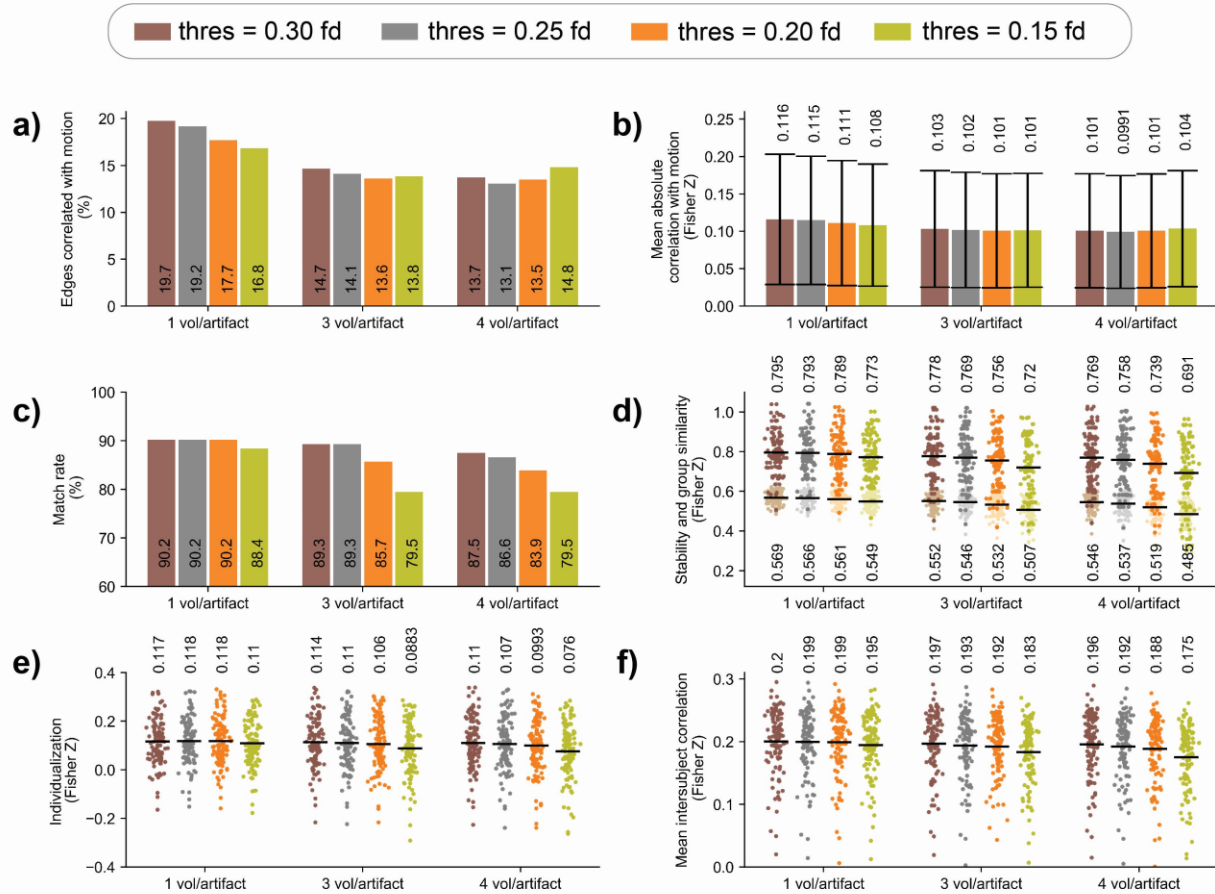 thres = 0.30 fd
thres = 0.25 fd
thres = 0.20 fd
thres = 0.15 fd
a)
Edges correlated with motion
(%)
20
15
10
5
0
19.7
19.2
17.7
16.8
14.7
14.1
13.6
13.8
13.7
13.1
13.5
14.8
1 vol/artifact
3 vol/artifact
4 vol/artifact
b)
Mean absolute
correlation with motion
(Fisher Z)
0.25
0.20
0.15
0.10
0.05
0.00
0.116
0.115
0.111
0.108
0.103
0.102
0.101
0.101
0.101
0.0991
0.101
0.104
1 vol/artifact
3 vol/artifact
4 vol/artifact
c)
Match rate
(%)
100
90
80
70
60
90.2
90.2
90.2
88.4
89.3
89.3
85.7
79.5
87.5
86.6
83.9
79.5
1 vol/artifact
3 vol/artifact
4 vol/artifact
d)
Stability and group similarity
(Fisher Z)
1.0
0.8
0.6
0.4
0.2
0.795
0.793
0.789
0.773
0.778
0.769
0.756
0.72
0.769
0.758
0.739
0.691
0.569
0.566
0.561
0.549
0.552
0.546
0.532
0.507
0.546
0.537
0.519
0.485
1 vol/artifact
3 vol/artifact
4 vol/artifact
e)
Individualization
(Fisher Z)
0.4
0.2
0.0
−0.2
−0.4
0.117
0.118
0.118
0.11
0.114
0.11
0.106
0.0883
0.11
0.107
0.0993
0.076
1 vol/artifact
3 vol/artifact
4 vol/artifact
f)
Mean intersubject correlation
(Fisher Z)
0.3
0.2
0.1
0.0
0.2
0.199
0.199
0.195
0.197
0.193
0.192
0.183
0.196
0.192
0.188
0.175
1 vol/artifact
3 vol/artifact
4 vol/artifact